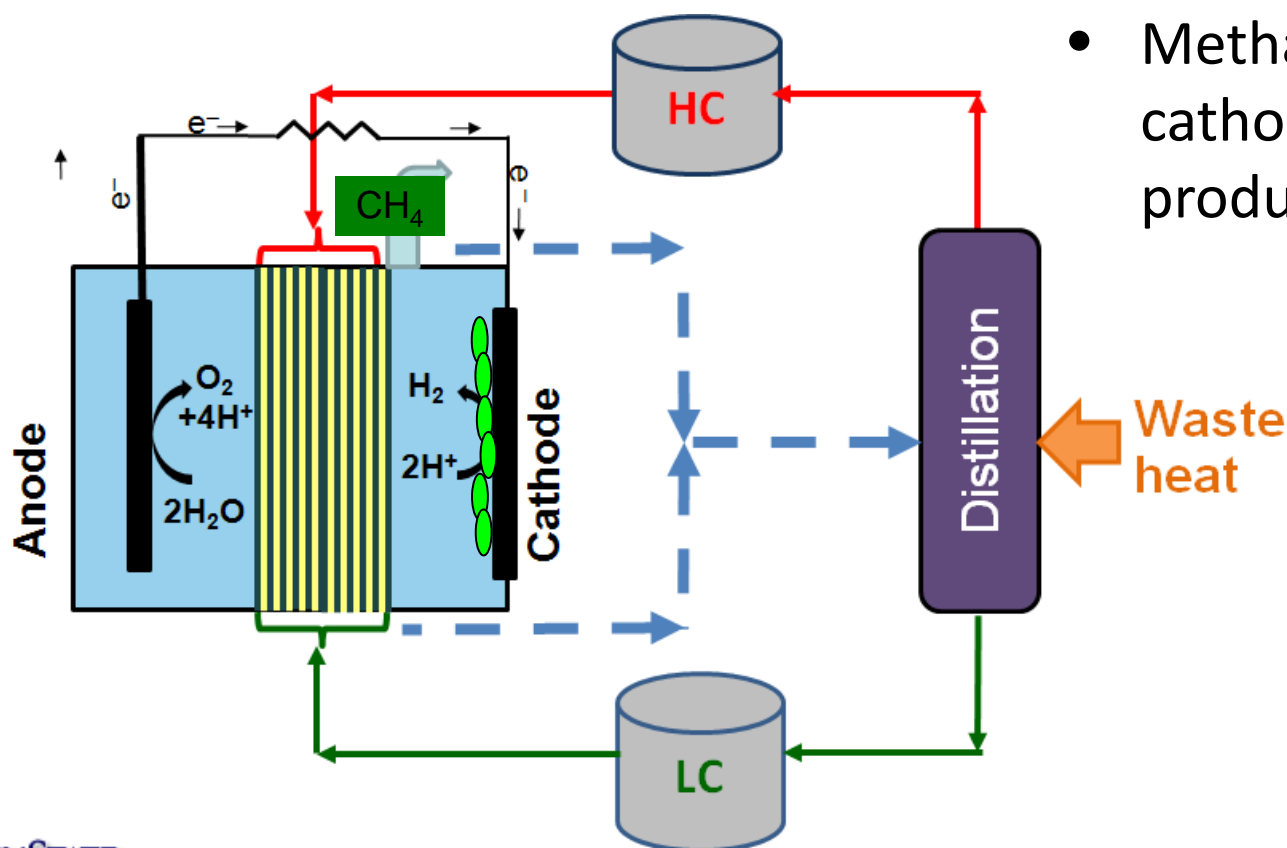 • Metha
catho
produ
HC
e⁻
e⁻
e⁻
CH₄
O₂
+4H⁺
2H₂O
H₂
2H⁺
Anode
Cathode
Distillation
Waste
heat
LC